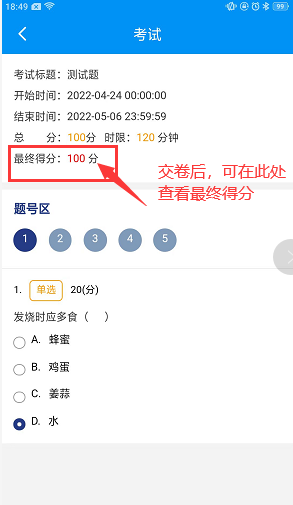 18:49
99
考试
考试标题：测试题
开始时间：2022-04-24 00:00:00
结束时间：2022-05-06 23:59:59
总 分：100分 时限：120 分钟
最终得分：100 分
交卷后，可在此处
查看最终得分
题号区
1 2 3 4 5
1. 单选 20(分)
发烧时应多食（ ）
A. 蜂蜜
B. 鸡蛋
C. 姜蒜
D. 水